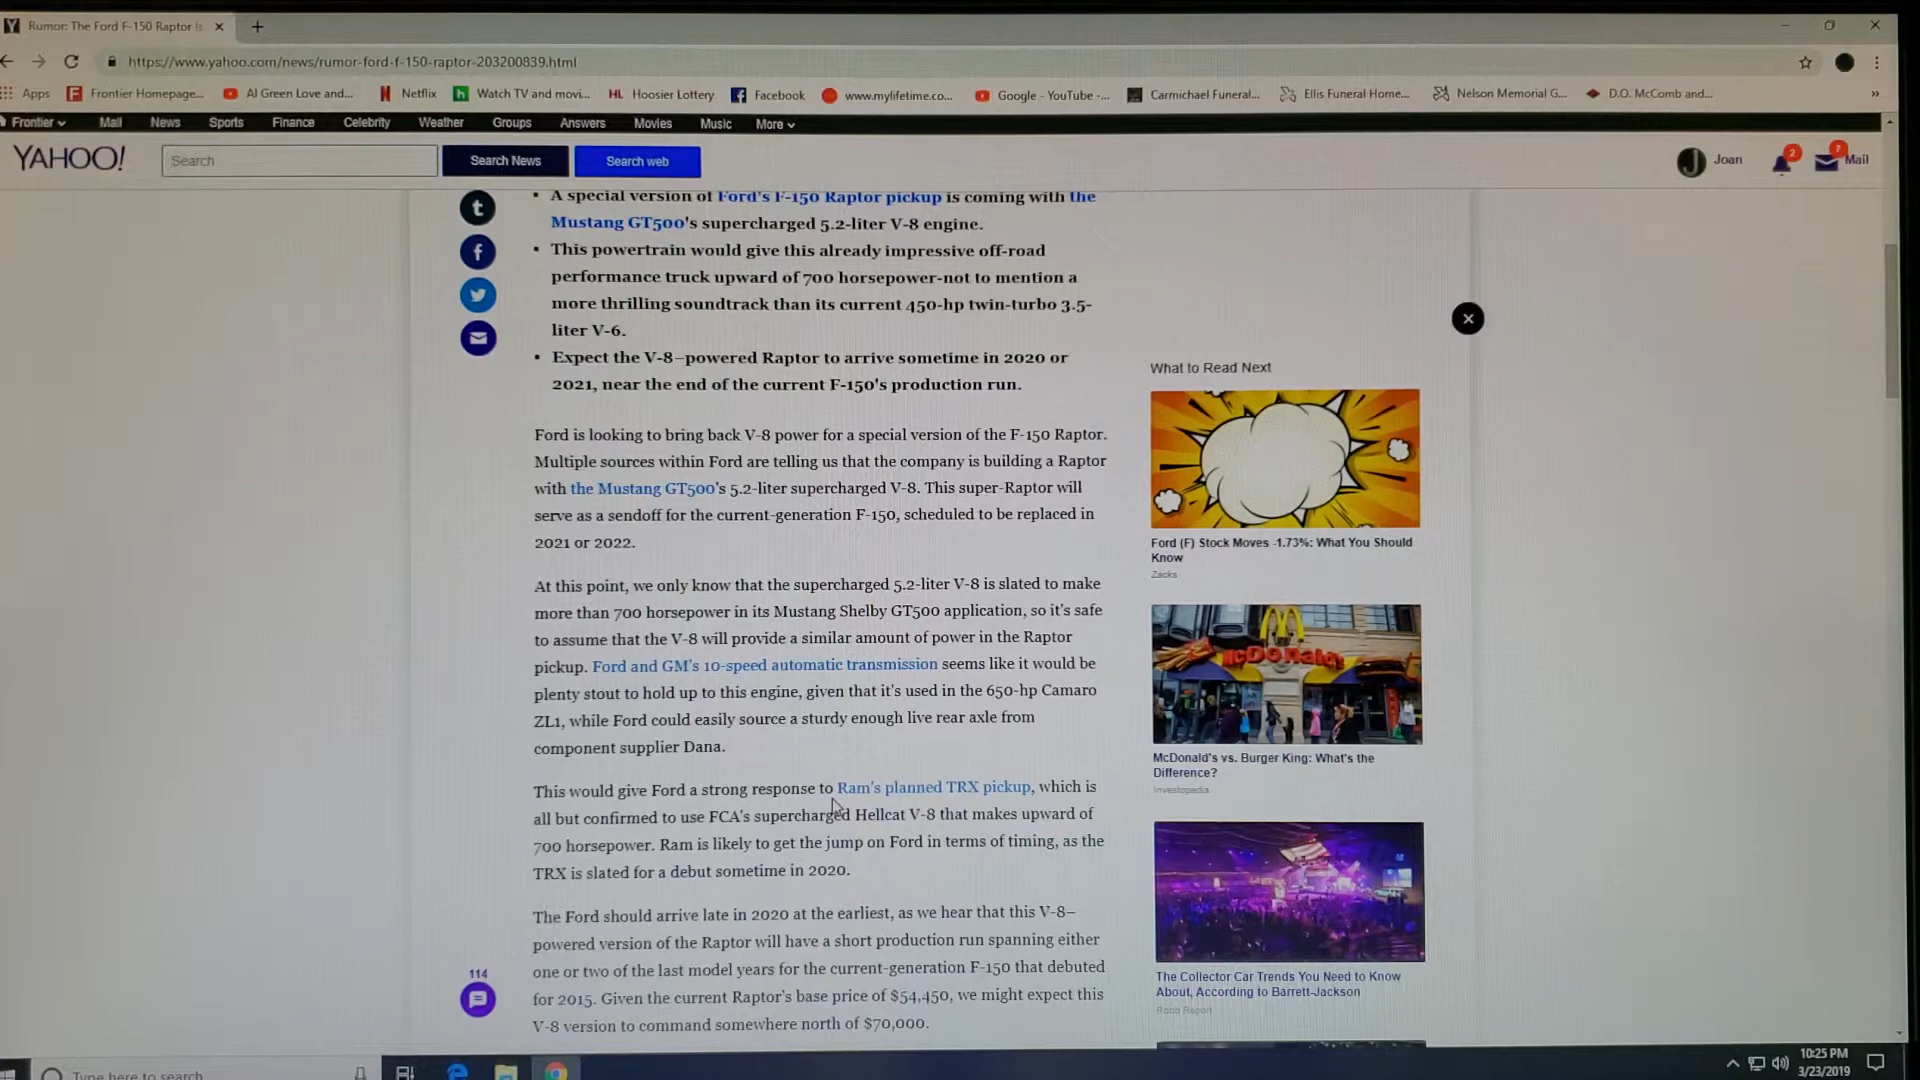 Rumor: The Ford F-150 Raptor Is
https://www.yahoo.com/news/rumor-ford-f-150-raptor-203200839.html
Apps Frontier Homepage... Al Green Love and... Netflix Watch TV and movi... HL Hoosier Lottery Facebook www.mylifetime.co... Google - YouTube -... Carmichael Funeral... Ellis Funeral Home... Nelson Memorial G... D.O. McComb and... »
Frontier Mail News Sports Finance Celebrity Weather Groups Answers Movies Music More
YAHOO! Search Search News Search web Joan 2 7 Mail
• A special version of Ford's F-150 Raptor pickup is coming with the
Mustang GT500's supercharged 5.2-liter V-8 engine.
• This powertrain would give this already impressive off-road
performance truck upward of 700 horsepower-not to mention a
more thrilling soundtrack than its current 450-hp twin-turbo 3.5-
liter V-6.
• Expect the V-8–powered Raptor to arrive sometime in 2020 or
2021, near the end of the current F-150's production run.
Ford is looking to bring back V-8 power for a special version of the F-150 Raptor.
Multiple sources within Ford are telling us that the company is building a Raptor
with the Mustang GT500's 5.2-liter supercharged V-8. This super-Raptor will
serve as a sendoff for the current-generation F-150, scheduled to be replaced in
2021 or 2022.
At this point, we only know that the supercharged 5.2-liter V-8 is slated to make
more than 700 horsepower in its Mustang Shelby GT500 application, so it's safe
to assume that the V-8 will provide a similar amount of power in the Raptor
pickup. Ford and GM's 10-speed automatic transmission seems like it would be
plenty stout to hold up to this engine, given that it's used in the 650-hp Camaro
ZL1, while Ford could easily source a sturdy enough live rear axle from
component supplier Dana.
This would give Ford a strong response to Ram's planned TRX pickup, which is
all but confirmed to use FCA's supercharged Hellcat V-8 that makes upward of
700 horsepower. Ram is likely to get the jump on Ford in terms of timing, as the
TRX is slated for a debut sometime in 2020.
The Ford should arrive late in 2020 at the earliest, as we hear that this V-8–
powered version of the Raptor will have a short production run spanning either
one or two of the last model years for the current-generation F-150 that debuted
for 2015. Given the current Raptor's base price of $54,450, we might expect this
V-8 version to command somewhere north of $70,000.
114
What to Read Next
Ford (F) Stock Moves -1.73%: What You Should
Know
Zacks
McDonald's
McDonald's vs. Burger King: What's the
Difference?
Investopedia
The Collector Car Trends You Need to Know
About, According to Barrett-Jackson
Robb Report
Type here to search
10:25 PM
3/23/2019